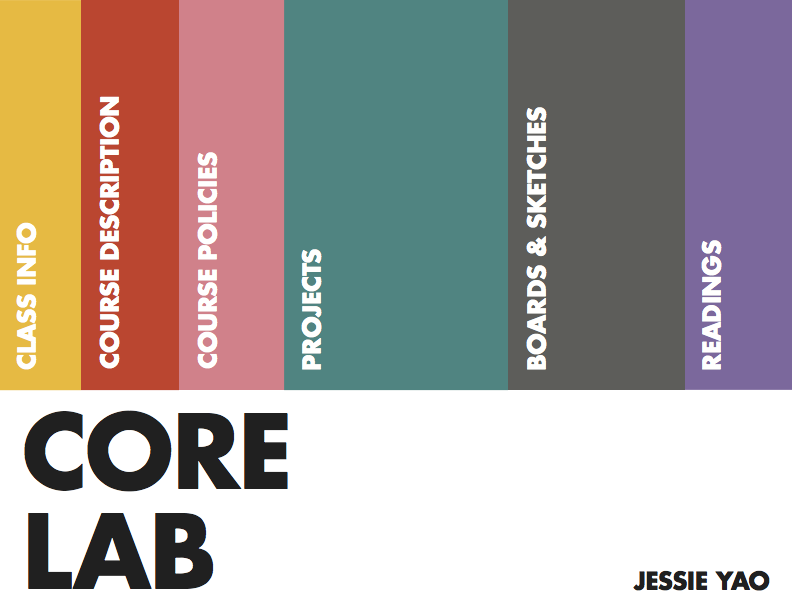 CLASS INFO
COURSE DESCRIPTION
COURSE POLICIES
PROJECTS
BOARDS & SKETCHES
READINGS
CORE
LAB
JESSIE YAO